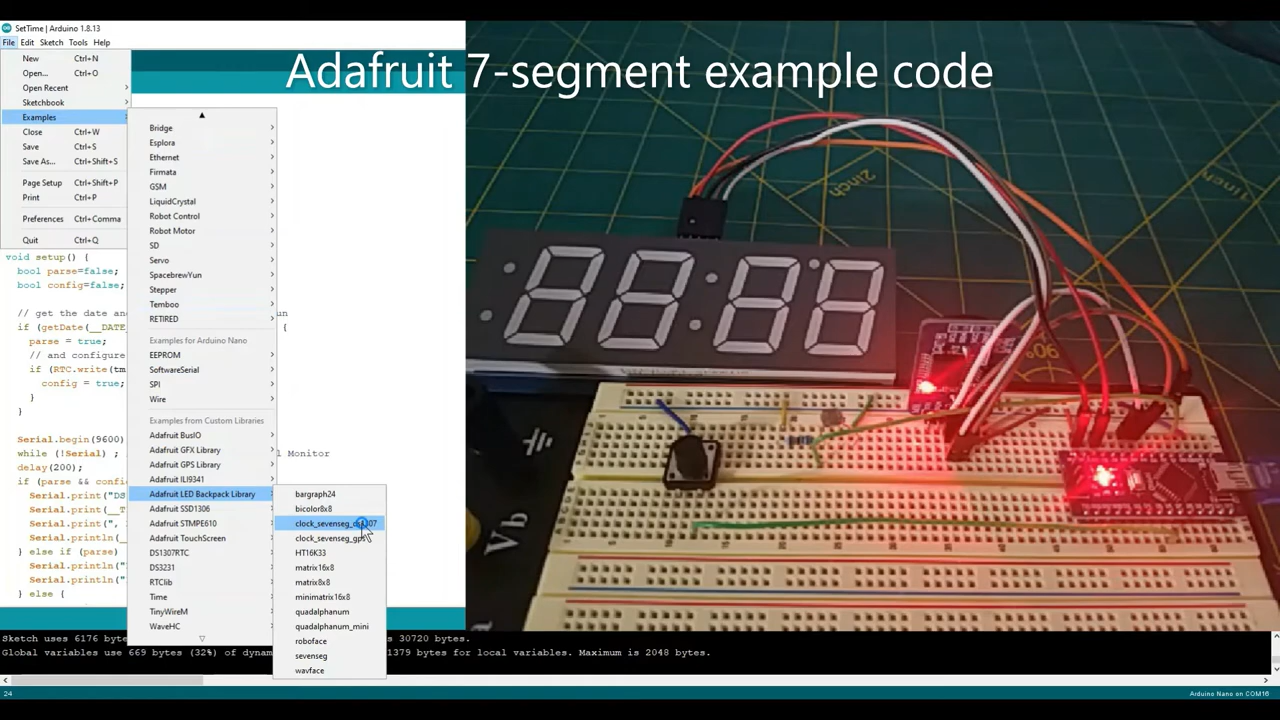 SetTime | Arduino 1.8.13
File Edit Sketch Tools Help
Adafruit 7-segment example code
New Ctrl+N
Open... Ctrl+O
Open Recent
Sketchbook
Examples
Close Ctrl+W
Save Ctrl+S
Save As... Ctrl+Shift+S
Page Setup Ctrl+Shift+P
Print Ctrl+P
Preferences Ctrl+Comma
Quit Ctrl+Q
Bridge
Esplora
Ethernet
Firmata
GSM
LiquidCrystal
Robot Control
Robot Motor
SD
Servo
SpacebrewYun
Stepper
Temboo
RETIRED
Examples for Arduino Nano
EEPROM
SoftwareSerial
SPI
Wire
Examples from Custom Libraries
Adafruit BusIO
Adafruit GFX Library
Adafruit GPS Library
Adafruit ILI9341
Adafruit LED Backpack Library
Adafruit SSD1306
Adafruit STMPE610
Adafruit TouchScreen
DS1307RTC
DS3231
RTClib
Time
TinyWireM
WaveHC
bargraph24
bicolor8x8
clock_sevenseg_ds1307
clock_sevenseg_gps
HT16K33
matrix16x8
matrix8x8
minimatrix16x8
quadalphanum
quadalphanum_mini
roboface
sevenseg
wavface
void setup() {
bool parse=false;
bool config=false;
// get the date and un
if (getDate(__DATE_ {
parse = true;
// and configure
if (RTC.write(tm
config = true;
}
}
Serial.begin(9600)
while (!Serial) ; l Monitor
delay(200);
if (parse && confi
Serial.print("DS
Serial.print(__T
Serial.print(",
Serial.println(_
} else if (parse)
Serial.println("
Serial.println("
} else {
Sketch uses 6176 byte s 30720 bytes.
Global variables use 669 bytes (32%) of dynam 1379 bytes for local variables. Maximum is 2048 bytes.
24
Arduino Nano on COM16
2inch
1inch
90°
Vb